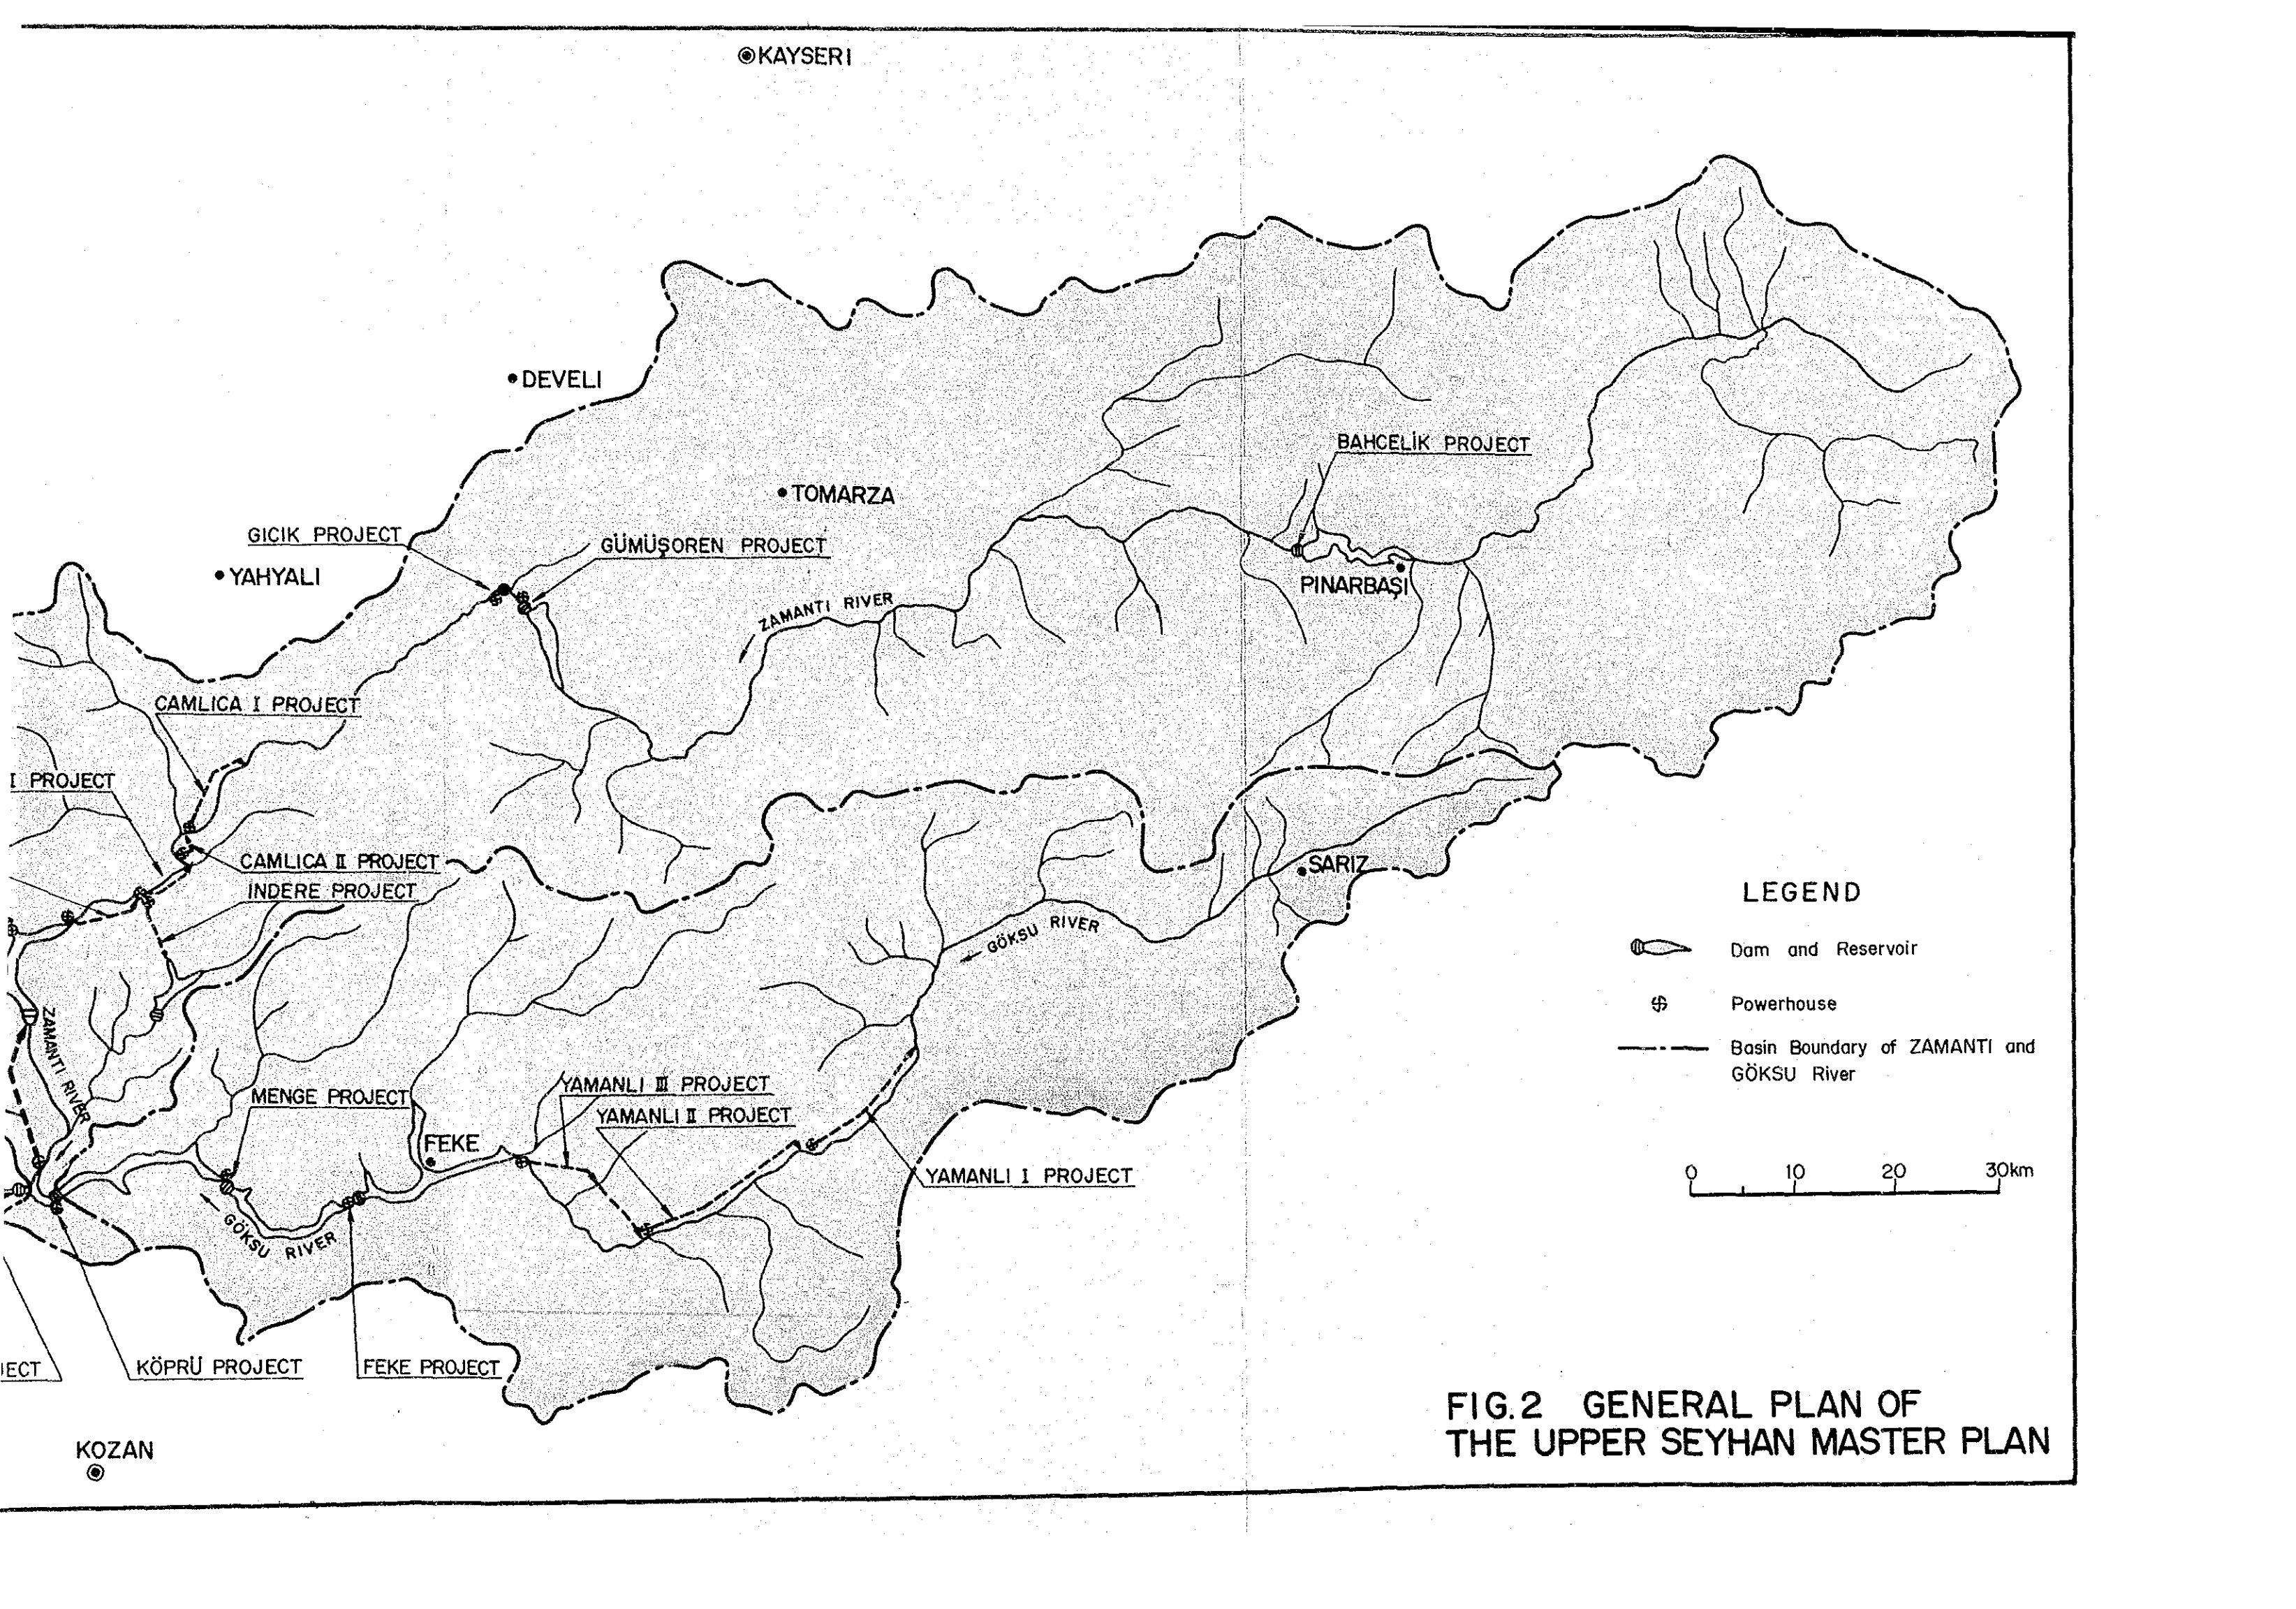 KAYSERI
DEVELI
BAHCELİK PROJECT
TOMARZA
GICIK PROJECT
GÜMÜŞOREN PROJECT
YAHYALI
PINARBAŞI
ZAMANTI RIVER
CAMLICA I PROJECT
I PROJECT
CAMLICA II PROJECT
SARIZ
INDERE PROJECT
LEGEND
GÖKSU RIVER
Dam and Reservoir
Powerhouse
ZAMANTI RIVER
Basin Boundary of ZAMANTI and
GÖKSU River
YAMANLI III PROJECT
MENGE PROJECT
YAMANLI II PROJECT
FEKE
YAMANLI I PROJECT
0 10 20 30km
GÖKSU RIVER
JECT
KÖPRÜ PROJECT
FEKE PROJECT
FIG.2 GENERAL PLAN OF
THE UPPER SEYHAN MASTER PLAN
KOZAN